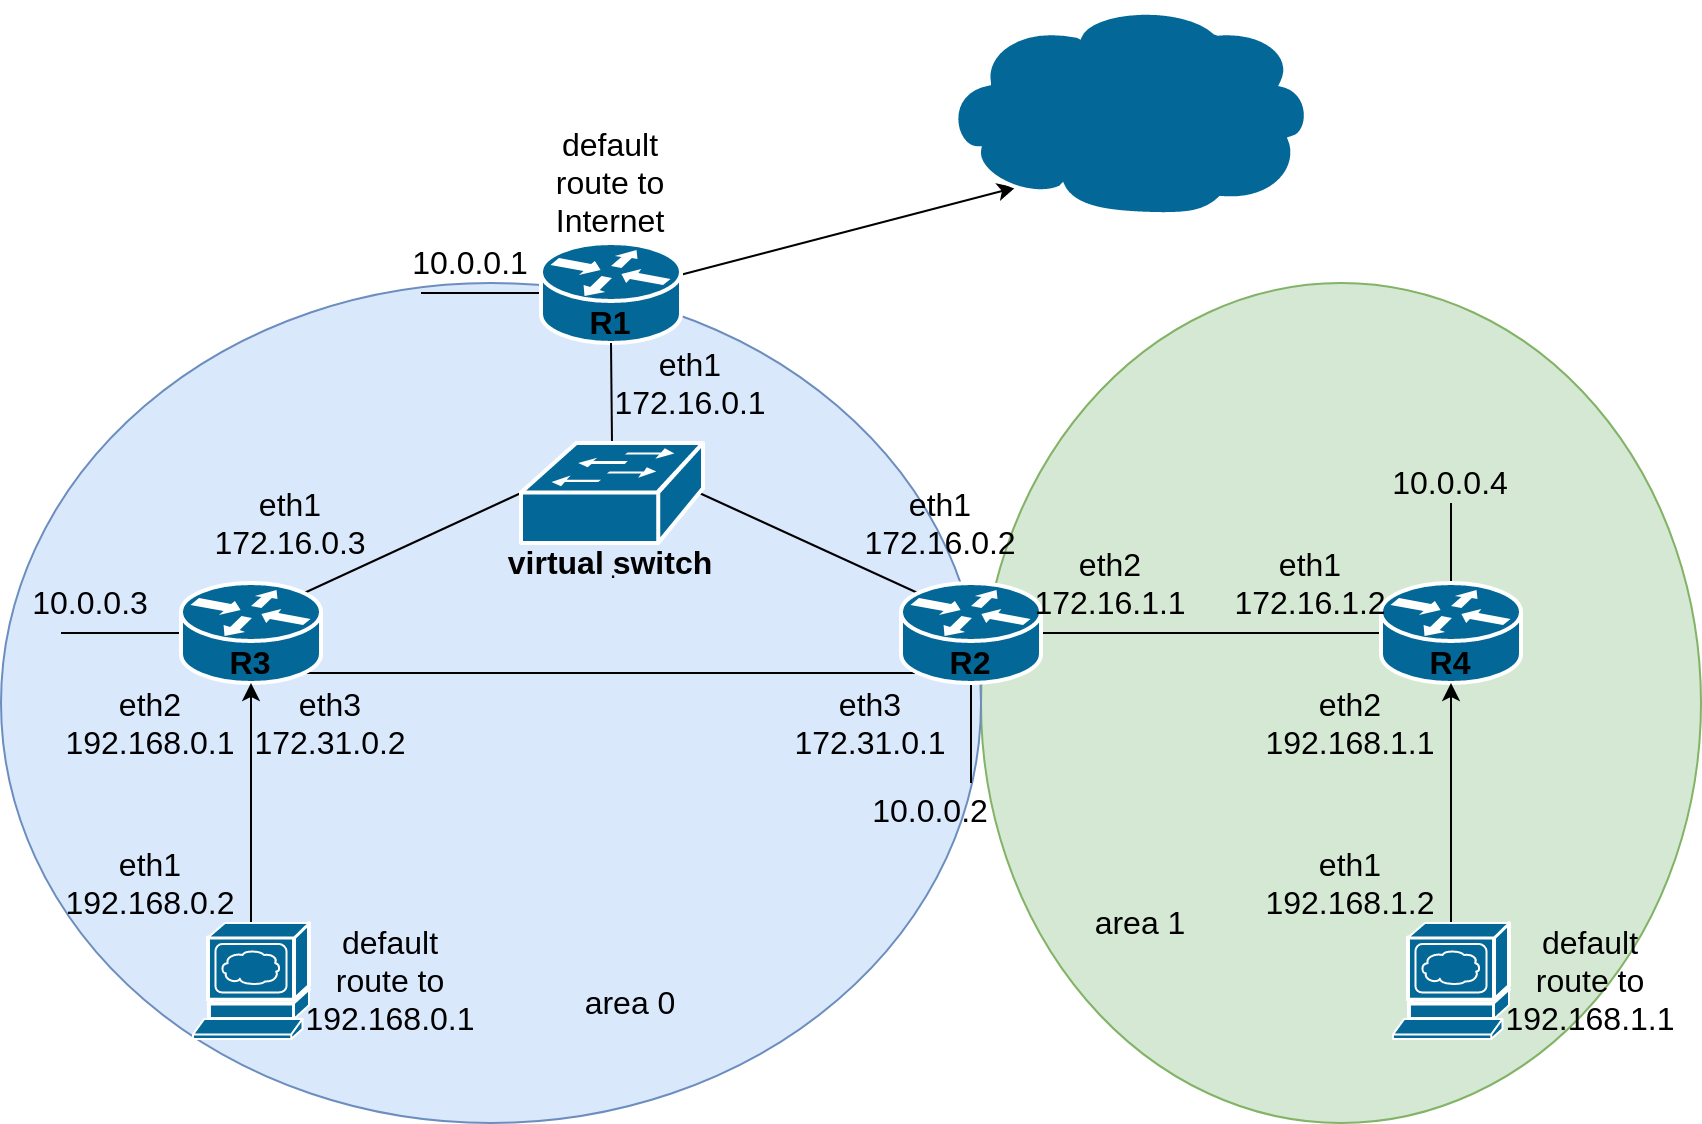 default
route to
Internet
10.0.0.1
R1
eth1
172.16.0.1
eth1
172.16.0.3
virtual switch
eth1
172.16.0.2
10.0.0.4
10.0.0.3
R3
R2
eth2
172.16.1.1
eth1
172.16.1.2
R4
eth2
192.168.0.1
eth3
172.31.0.2
eth3
172.31.0.1
eth2
192.168.1.1
10.0.0.2
eth1
192.168.0.2
eth1
192.168.1.2
default
route to
192.168.0.1
area 0
area 1
default
route to
192.168.1.1